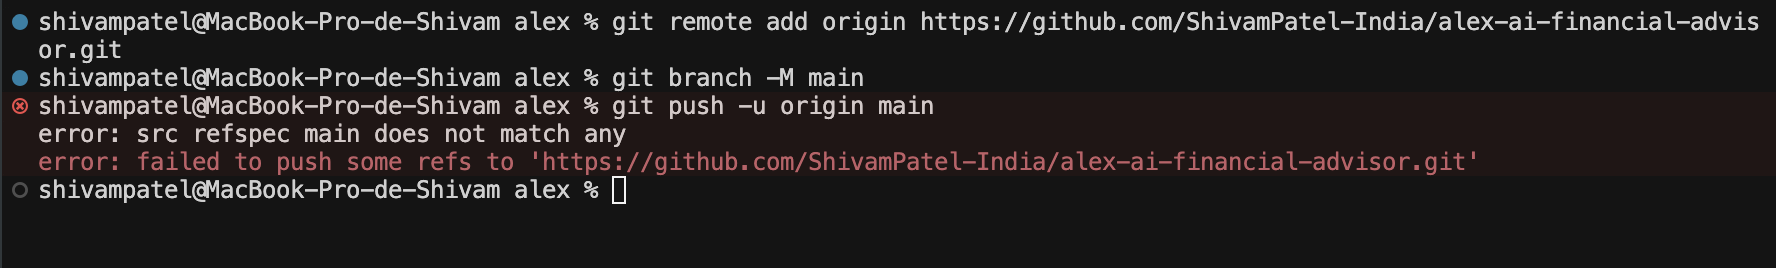 shivampatel@MacBook-Pro-de-Shivam alex % git remote add origin https://github.com/ShivamPatel-India/alex-ai-financial-advis
or.git
shivampatel@MacBook-Pro-de-Shivam alex % git branch -M main
shivampatel@MacBook-Pro-de-Shivam alex % git push -u origin main
error: src refspec main does not match any
error: failed to push some refs to 'https://github.com/ShivamPatel-India/alex-ai-financial-advisor.git'
shivampatel@MacBook-Pro-de-Shivam alex %